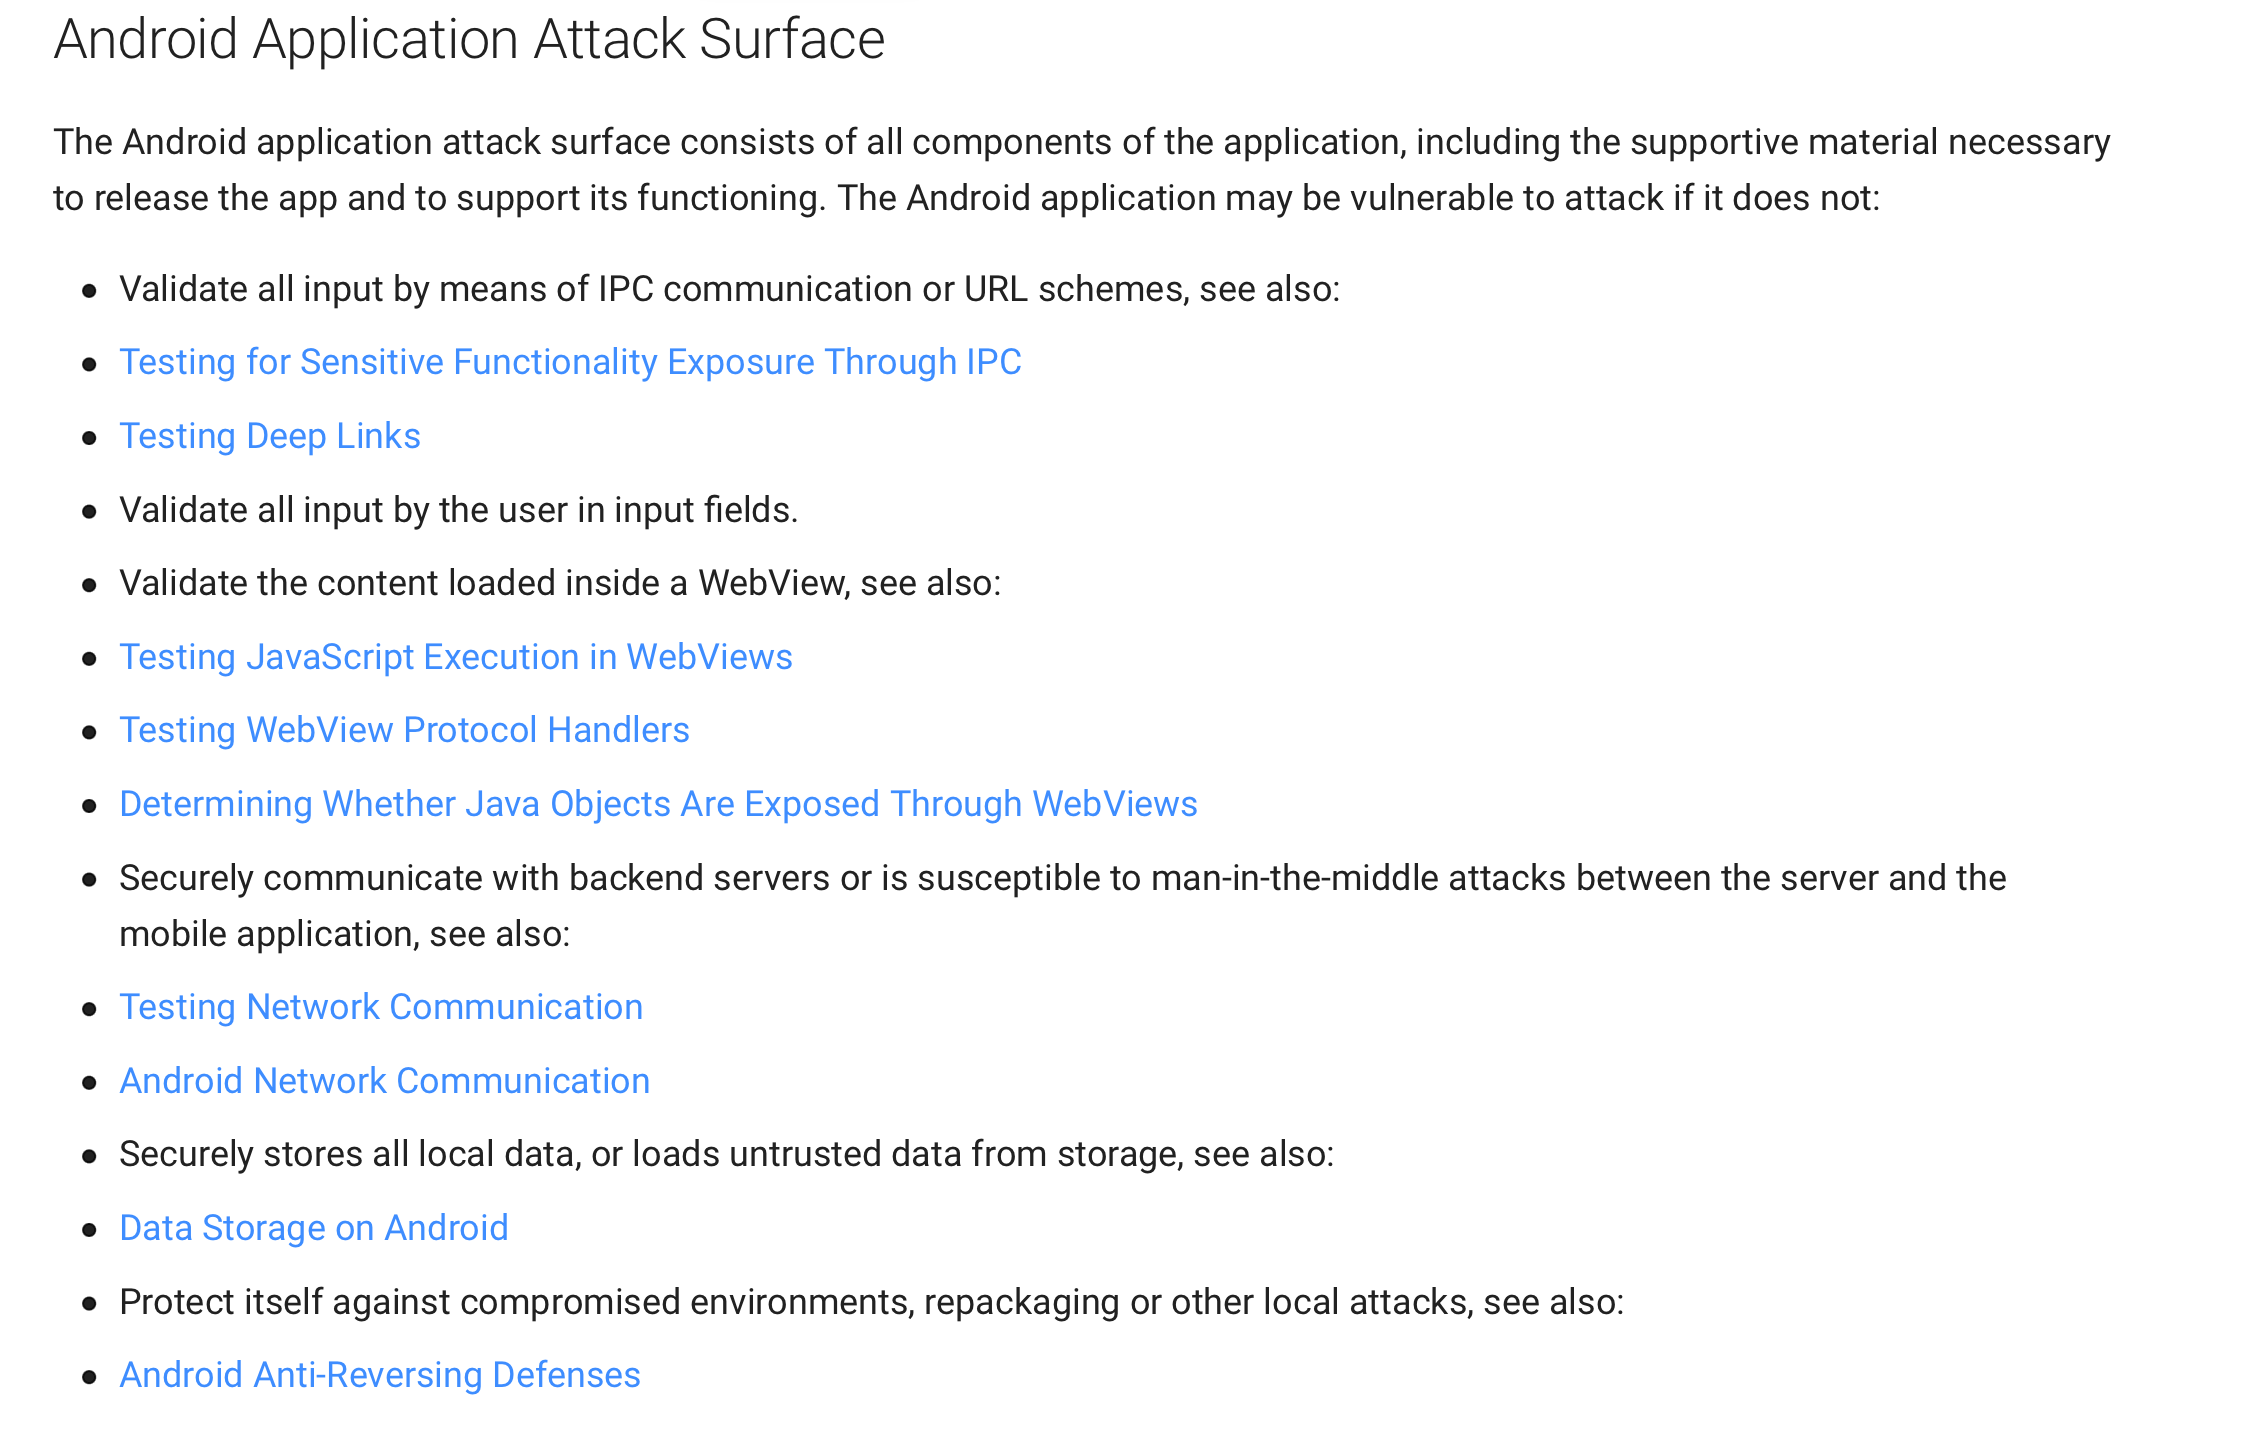 Android Application Attack Surface
The Android application attack surface consists of all components of the application, including the supportive material necessary
to release the app and to support its functioning. The Android application may be vulnerable to attack if it does not:
• Validate all input by means of IPC communication or URL schemes, see also:
• Testing for Sensitive Functionality Exposure Through IPC
• Testing Deep Links
• Validate all input by the user in input fields.
• Validate the content loaded inside a WebView, see also:
• Testing JavaScript Execution in WebViews
• Testing WebView Protocol Handlers
• Determining Whether Java Objects Are Exposed Through WebViews
• Securely communicate with backend servers or is susceptible to man-in-the-middle attacks between the server and the
mobile application, see also:
• Testing Network Communication
• Android Network Communication
• Securely stores all local data, or loads untrusted data from storage, see also:
• Data Storage on Android
• Protect itself against compromised environments, repackaging or other local attacks, see also:
• Android Anti-Reversing Defenses